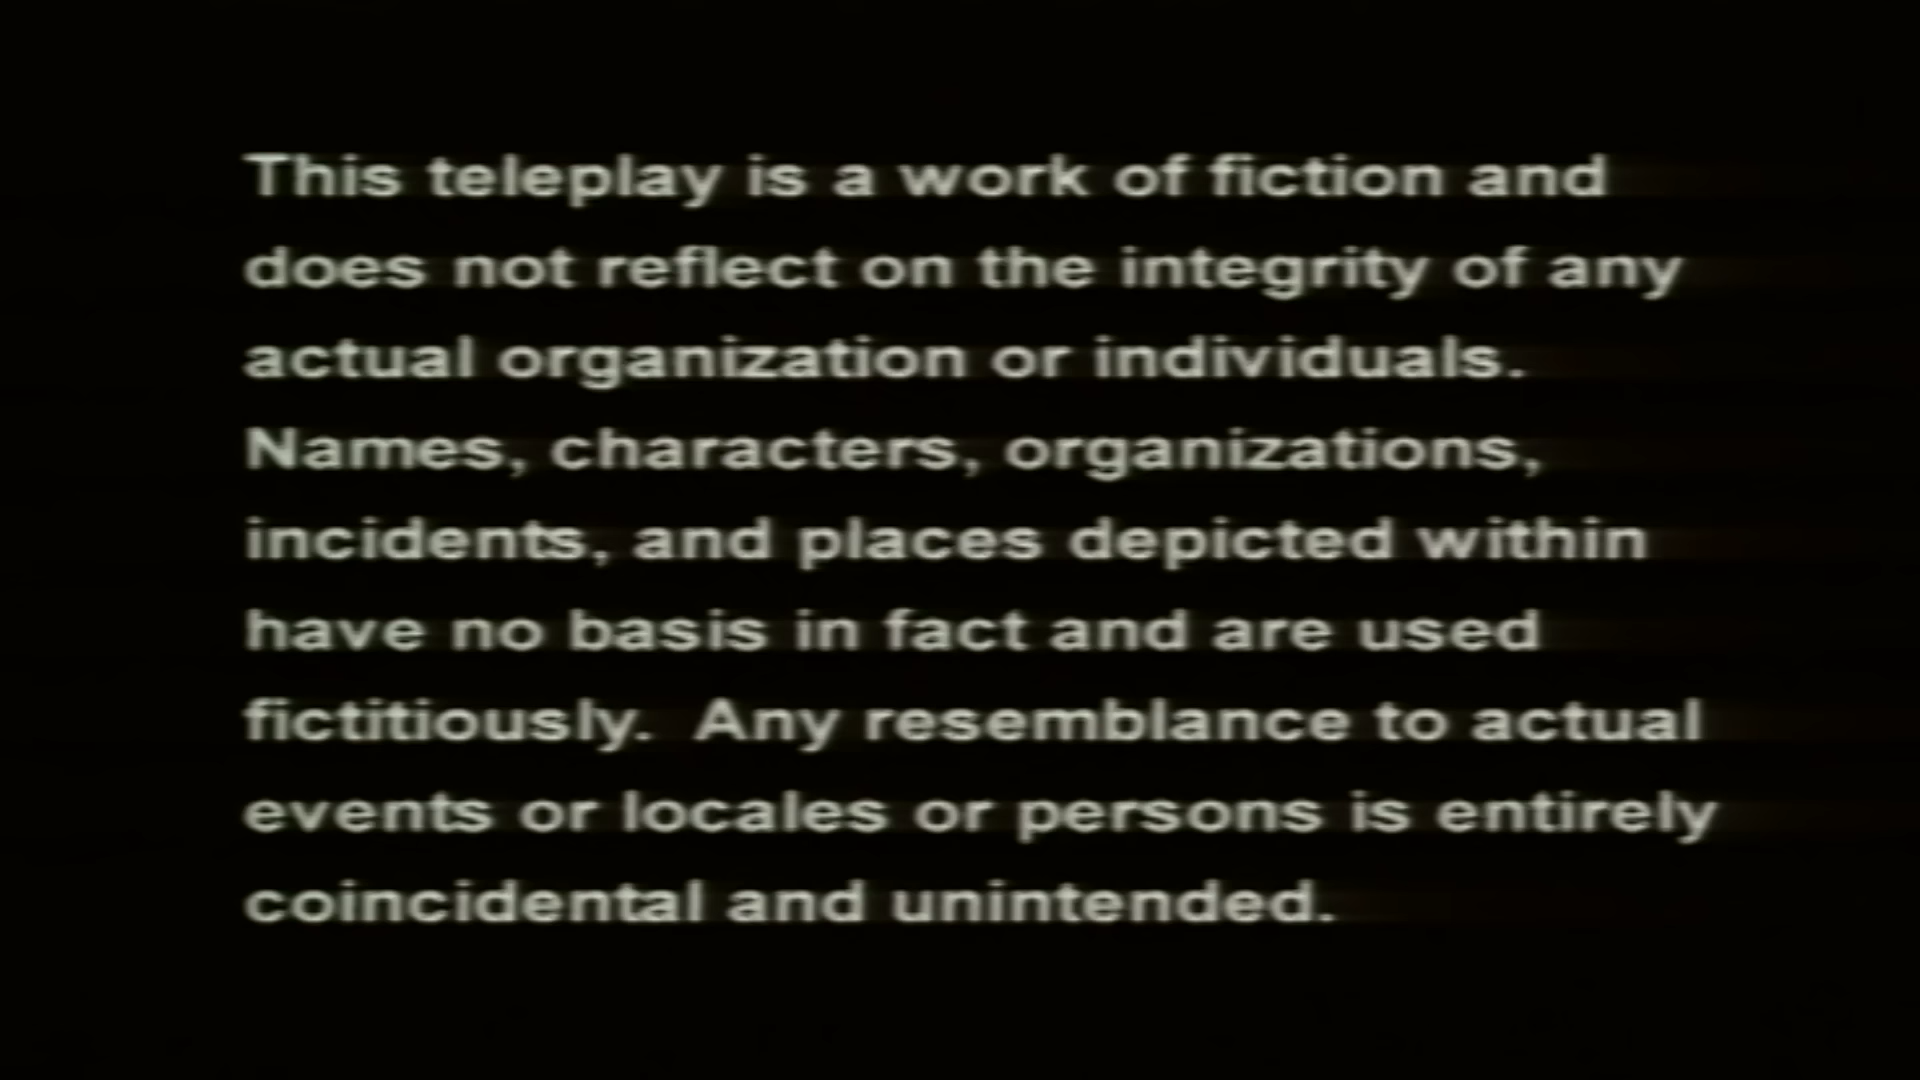 This teleplay is a work of fiction and
does not reflect on the integrity of any
actual organization or individuals.
Names, characters, organizations,
incidents, and places depicted within
have no basis in fact and are used
fictitiously.  Any resemblance to actual
events or locales or persons is entirely
coincidental and unintended.